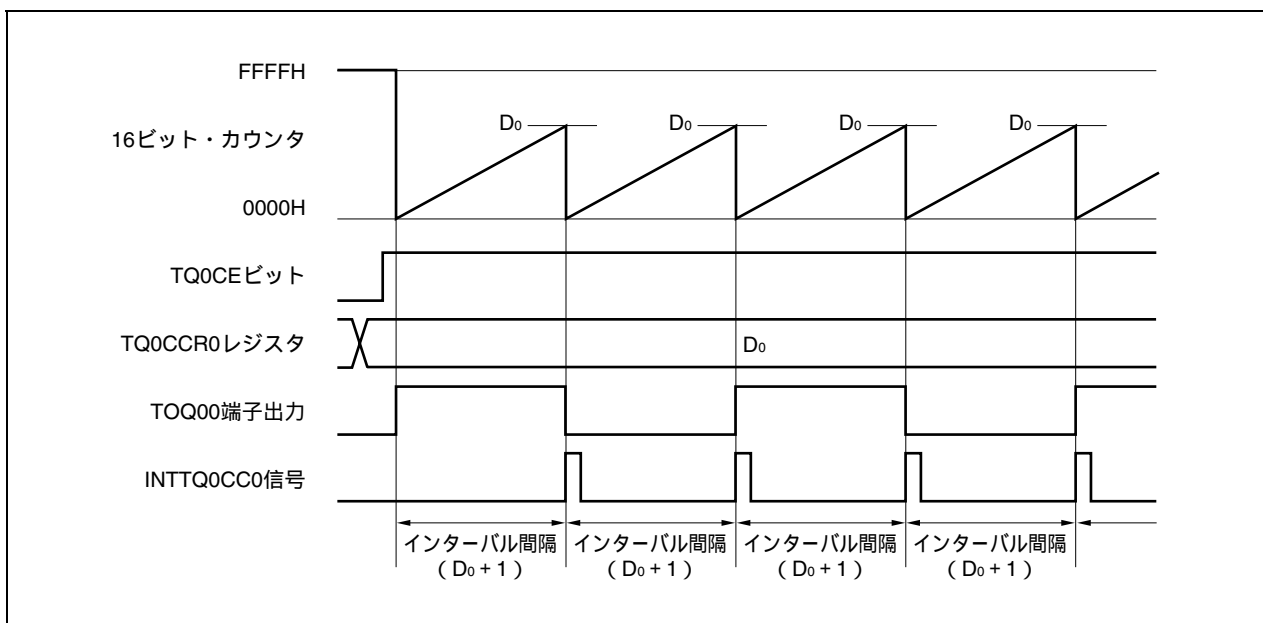 FFFFH
16ビット・カウンタ
D0 D0 D0 D0
0000H
TQ0CEビット
TQ0CCR0レジスタ
D0
TOQ00端子出力
INTTQ0CC0信号
インターバル間隔 インターバル間隔 インターバル間隔 インターバル間隔
（D0 + 1） （D0 + 1） （D0 + 1） （D0 + 1）